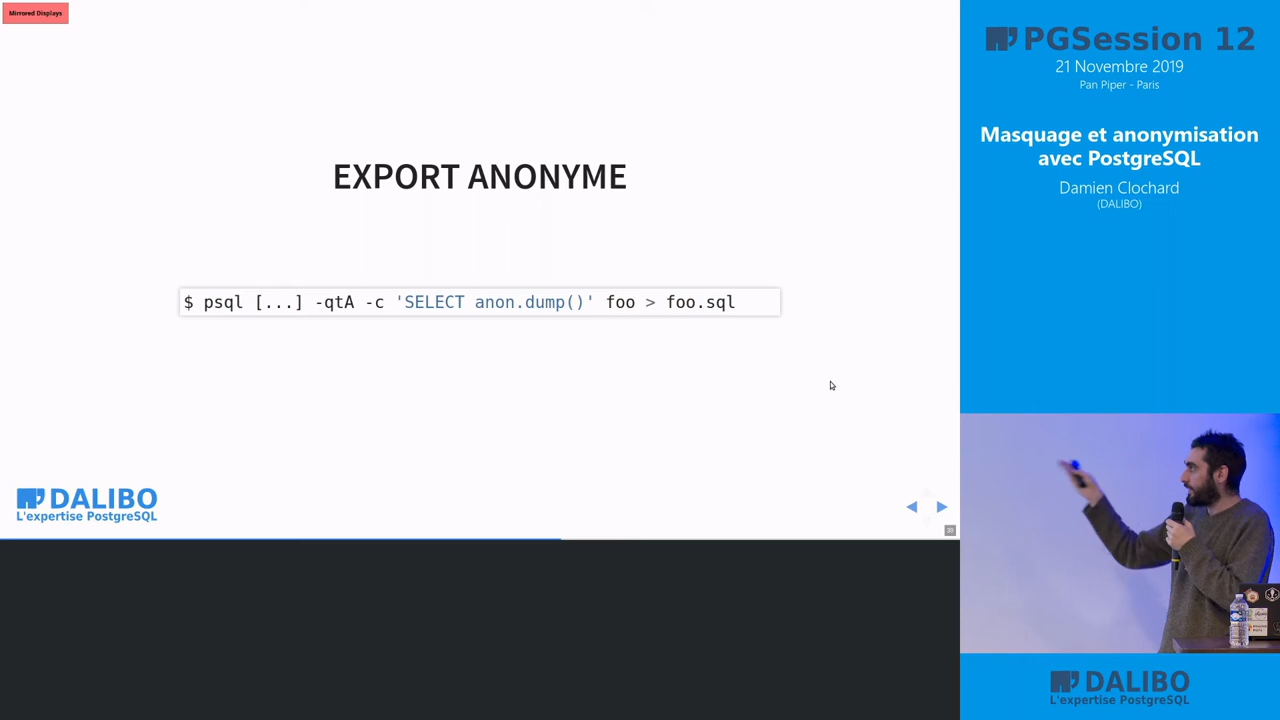 Mirrored Displays
EXPORT ANONYME
$ psql [...] -qtA -c 'SELECT anon.dump()' foo > foo.sql
DALIBO
L'expertise PostgreSQL
PGSession 12
21 Novembre 2019
Pan Piper - Paris
Masquage et anonymisation
avec PostgreSQL
Damien Clochard
(DALIBO)
DALIBO
L'expertise PostgreSQL